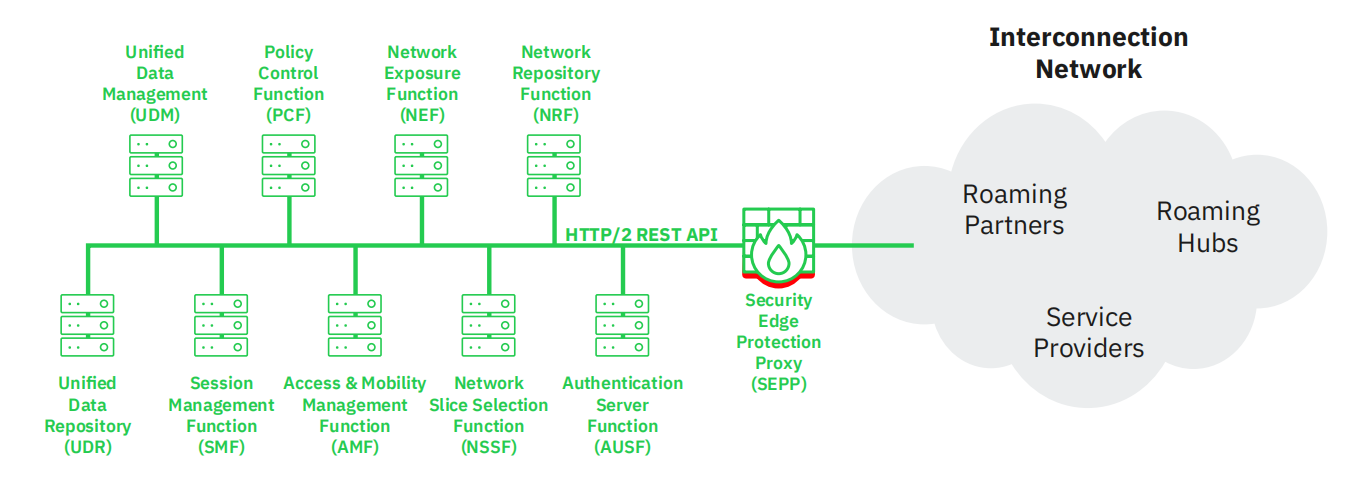 Interconnection
Network
Unified
Data
Management
(UDM)
Policy
Control
Function
(PCF)
Network
Exposure
Function
(NEF)
Network
Repository
Function
(NRF)
HTTP/2 REST API
Roaming
Partners
Roaming
Hubs
Service
Providers
Security
Edge
Protection
Proxy
(SEPP)
Unified
Data
Repository
(UDR)
Session
Management
Function
(SMF)
Access & Mobility
Management
Function
(AMF)
Network
Slice Selection
Function
(NSSF)
Authentication
Server
Function
(AUSF)